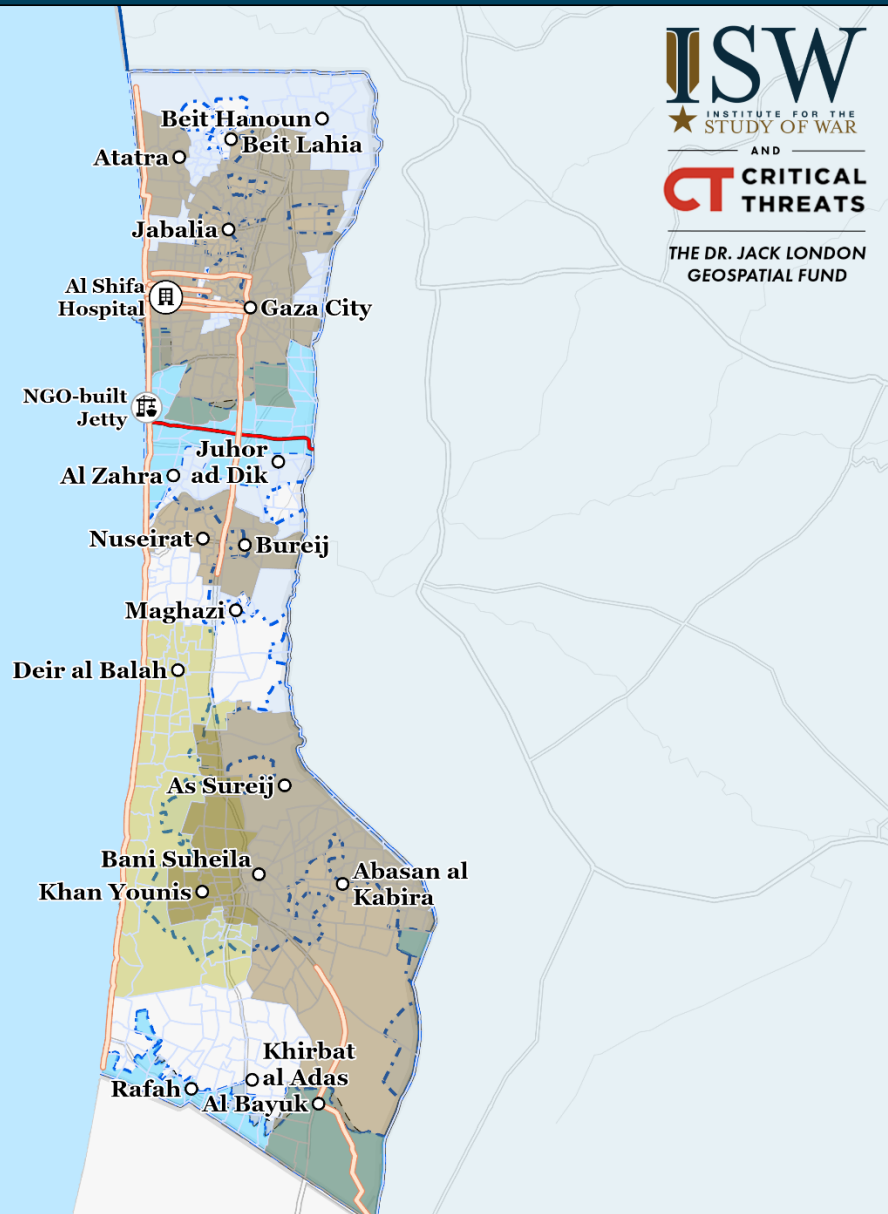 ISW
INSTITUTE FOR THE
STUDY OF WAR
AND
CT CRITICAL
THREATS
THE DR. JACK LONDON
GEOSPATIAL FUND
Beit Hanoun
Beit Lahia
Atatra
Jabalia
Al Shifa
Hospital
Gaza City
NGO-built
Jetty
Juhor
ad Dik
Al Zahra
Nuseirat
Bureij
Maghazi
Deir al Balah
As Sureij
Bani Suheila
Abasan al
Kabira
Khan Younis
Khirbat
al Adas
Rafah
Al Bayuk